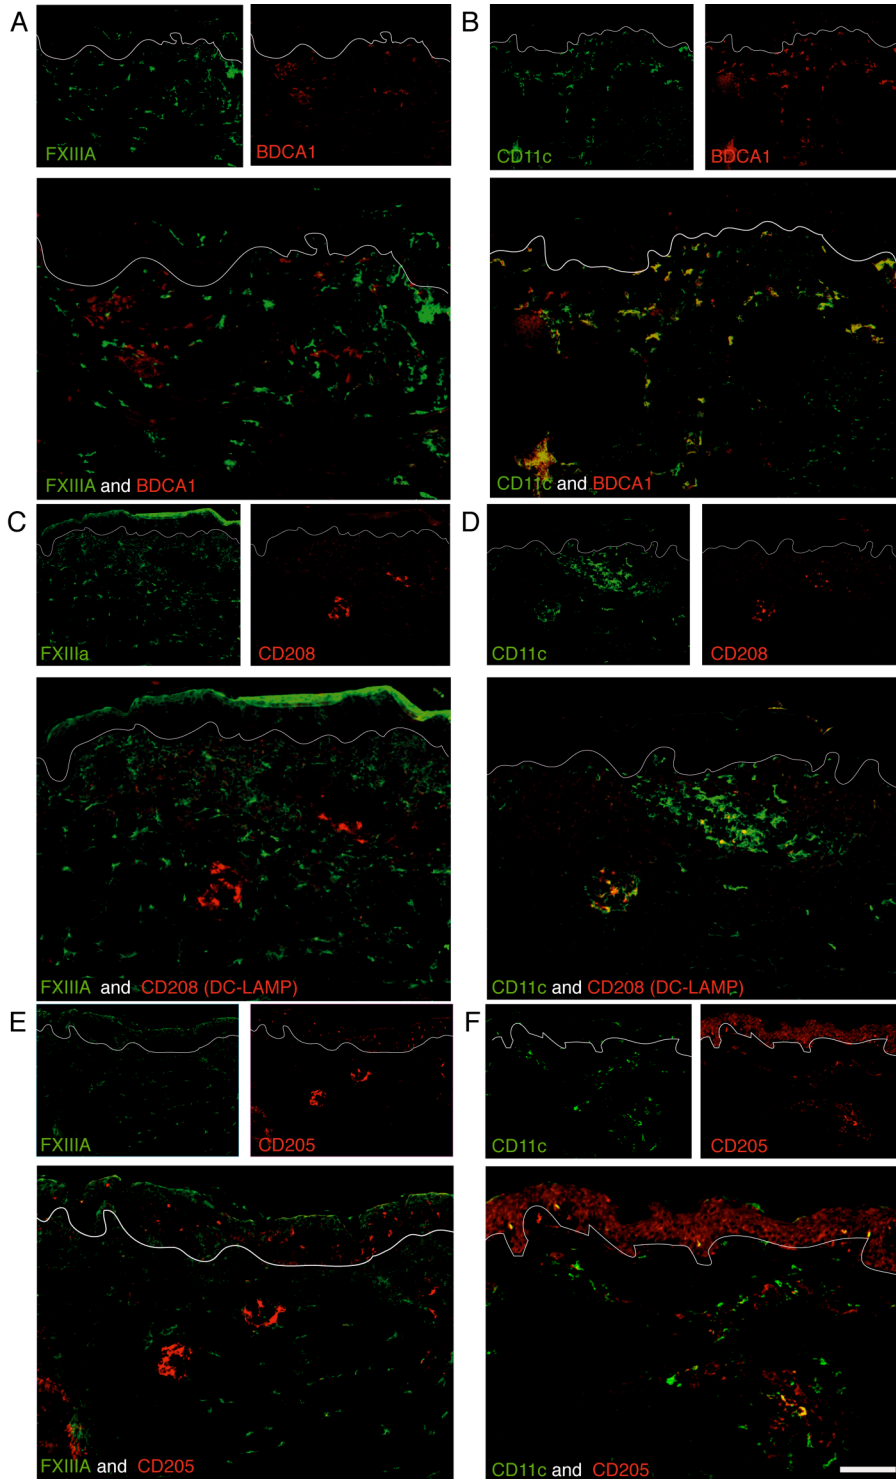 A
FXIIIA
BDCA1
FXIIIA and BDCA1
B
CD11c
BDCA1
CD11c and BDCA1
C
FXIIIa
CD208
FXIIIA and CD208 (DC-LAMP)
D
CD11c
CD208
CD11c and CD208 (DC-LAMP)
E
FXIIIA
CD205
FXIIIA and CD205
F
CD11c
CD205
CD11c and CD205